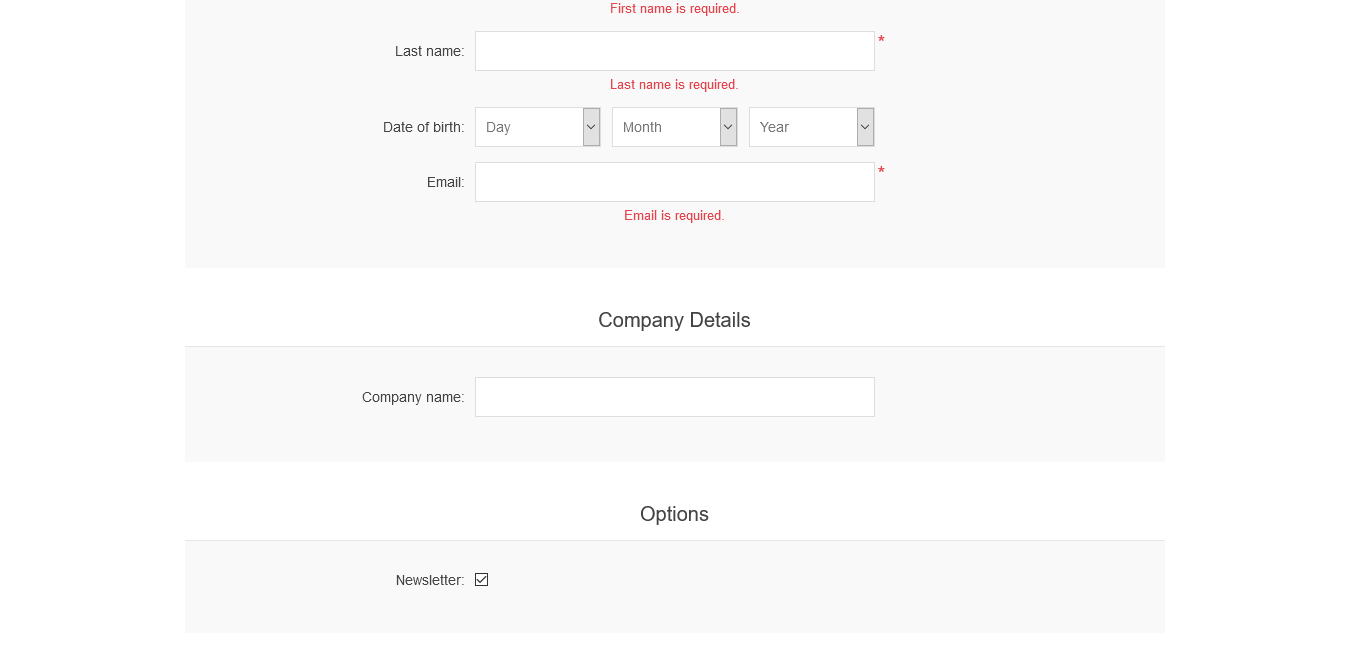 First name is required.
Last name: *
Last name is required.
Date of birth: Day Month Year
Email: *
Email is required.
Company Details
Company name:
Options
Newsletter: